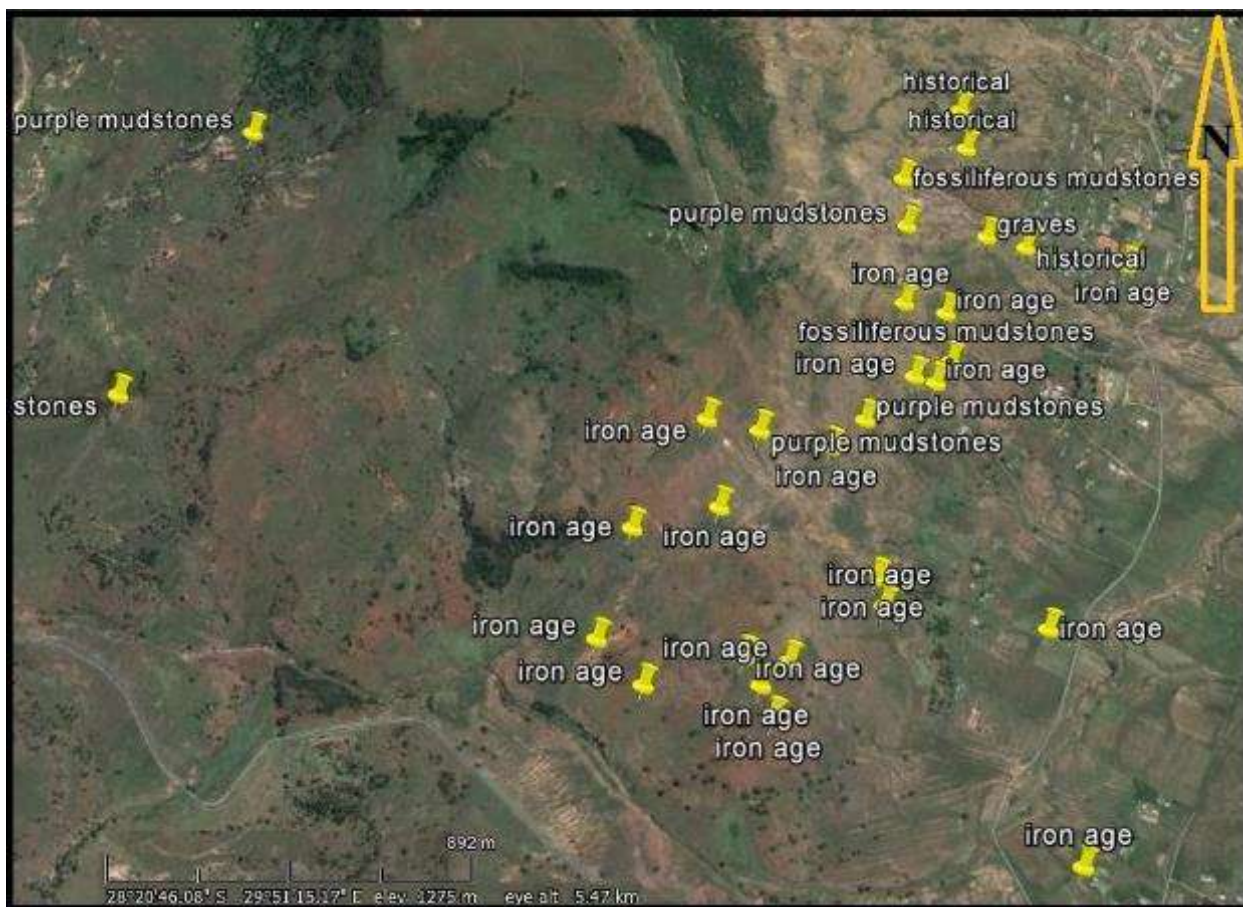 historical
purple mudstones
historical
N
fossiliferous mudstones
purple mudstones
graves
historical
iron age
iron age
iron age
fossiliferous mudstones
iron age
iron age
stones
purple mudstones
iron age
purple mudstones
iron age
iron age
iron age
iron age
iron age
iron age
iron age
iron age
iron age
iron age
iron age
iron age
iron age
892 m
28°20'46.08" S 29°51'15.17" E elev 1275 m eye alt 5.47 km